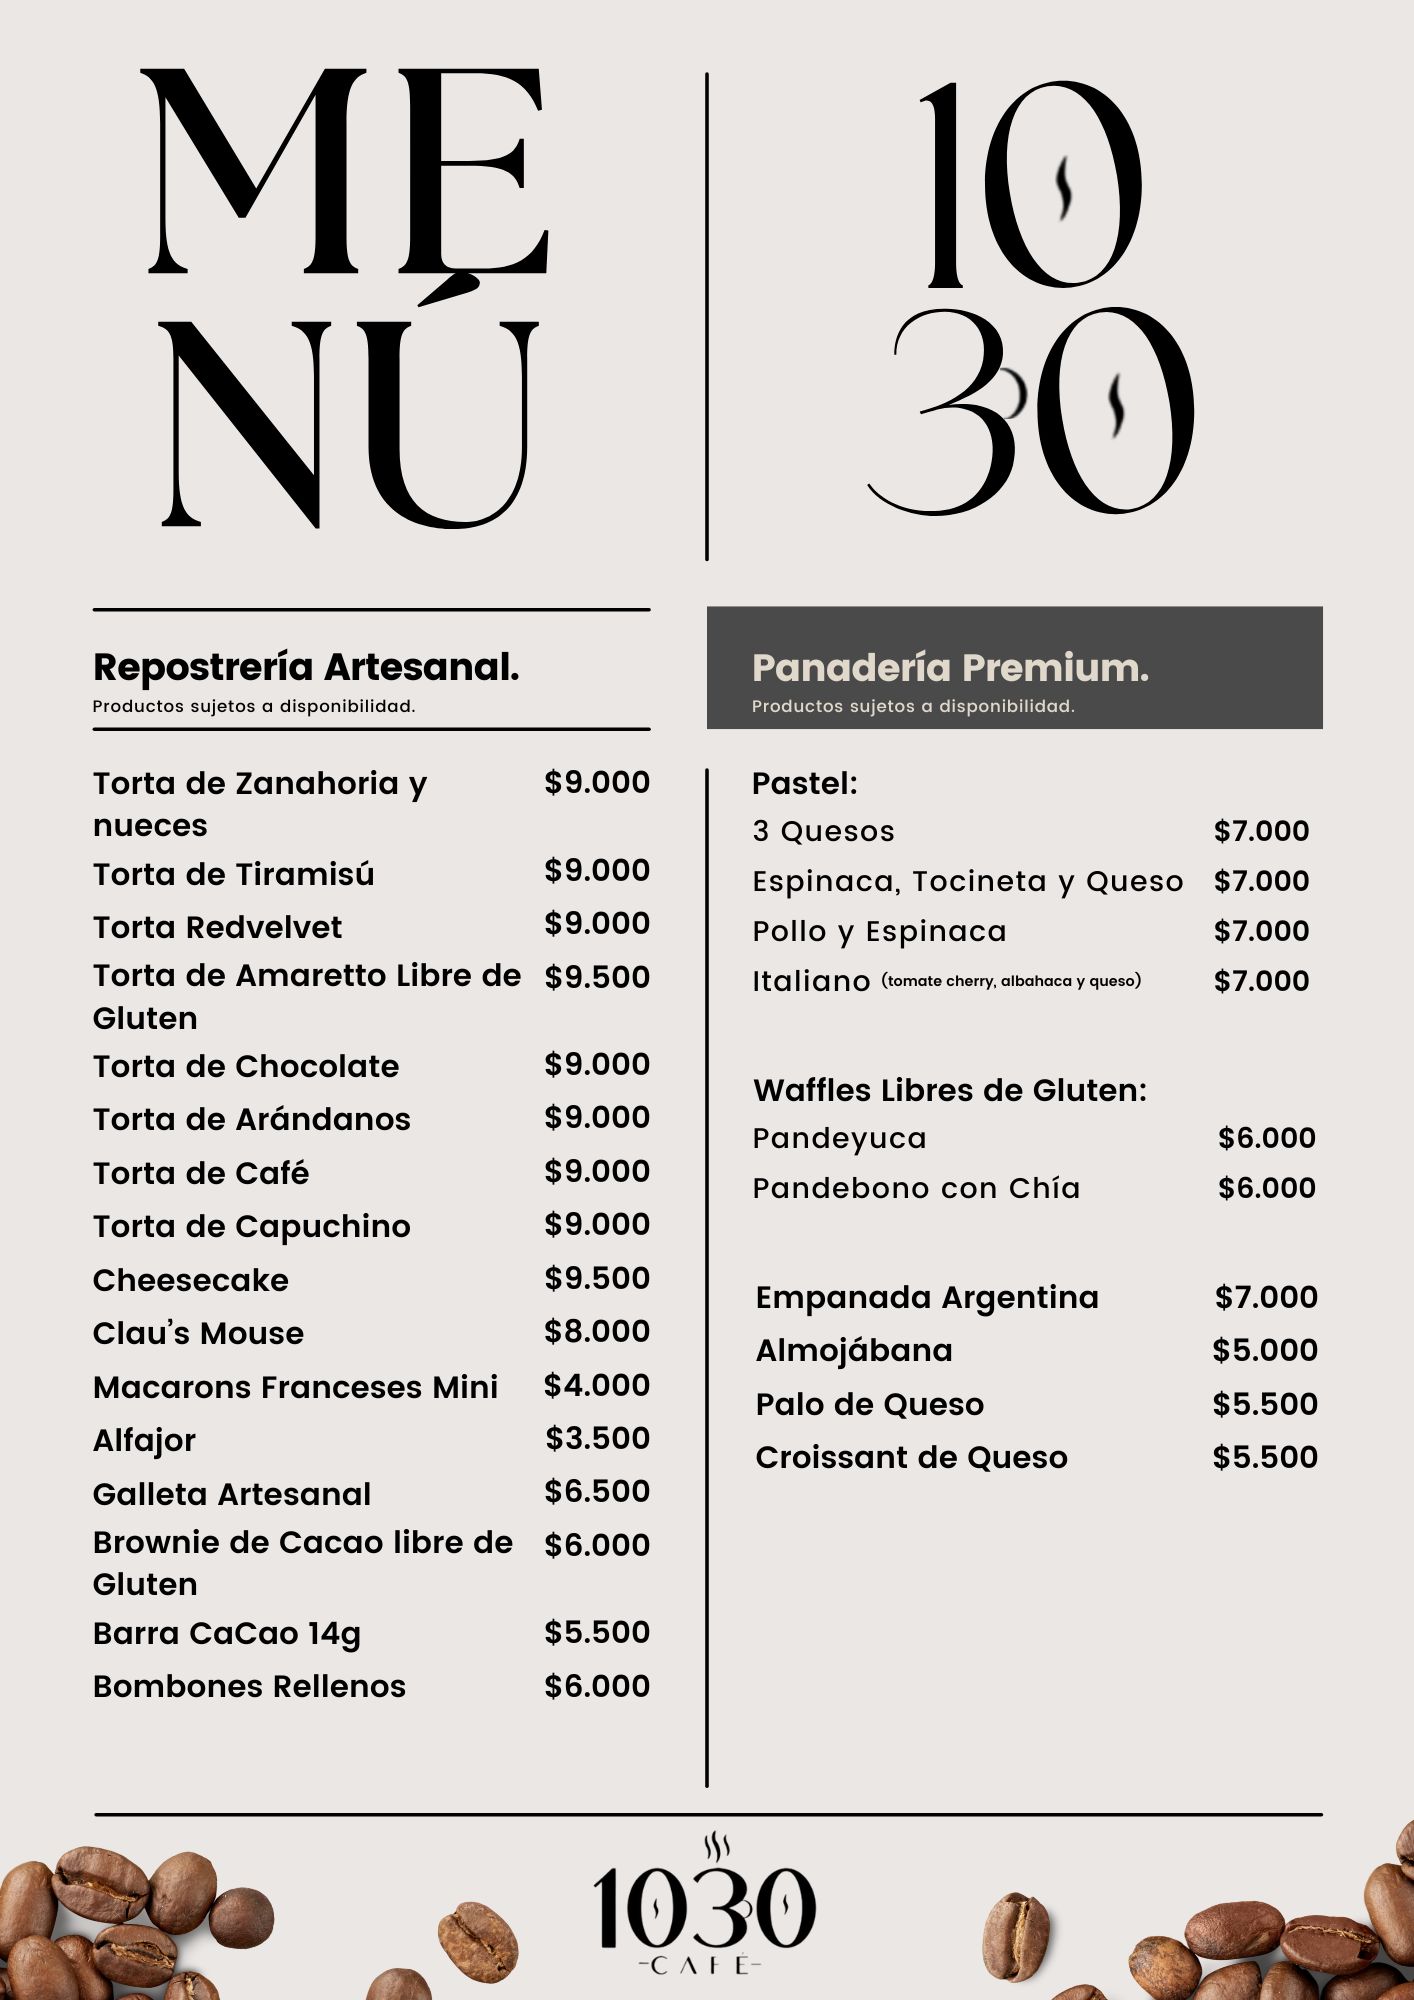 ME
NÚ
10
30
Repostrería Artesanal.
Productos sujetos a disponibilidad.
Torta de Zanahoria y $9.000
nueces
Torta de Tiramisú $9.000
Torta Redvelvet $9.000
Torta de Amaretto Libre de $9.500
Gluten
Torta de Chocolate $9.000
Torta de Arándanos $9.000
Torta de Café $9.000
Torta de Capuchino $9.000
Cheesecake $9.500
Clau’s Mouse $8.000
Macarons Franceses Mini $4.000
Alfajor $3.500
Galleta Artesanal $6.500
Brownie de Cacao libre de $6.000
Gluten
Barra CaCao 14g $5.500
Bombones Rellenos $6.000
Panadería Premium.
Productos sujetos a disponibilidad.
Pastel:
3 Quesos $7.000
Espinaca, Tocineta y Queso $7.000
Pollo y Espinaca $7.000
Italiano (tomate cherry, albahaca y queso) $7.000
Waffles Libres de Gluten:
Pandeyuca $6.000
Pandebono con Chía $6.000
Empanada Argentina $7.000
Almojábana $5.000
Palo de Queso $5.500
Croissant de Queso $5.500
1030
-CAFÉ-